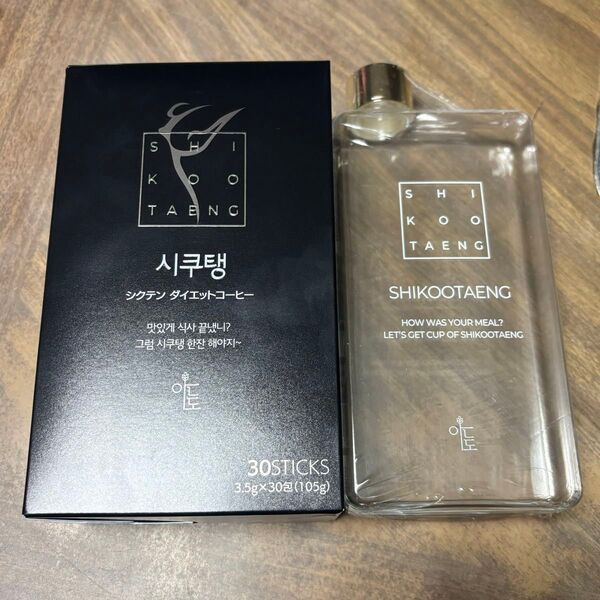 SHI
KOO
TAENG
시쿠탱
シクテン ダイエットコーヒー
맛있게 식사 끝냈니?
그럼 시쿠탱 한잔 해야지~
이도
30STICKS
3.5g×30包(105g)
SHI
KOO
TAENG
SHIKOOTAENG
HOW WAS YOUR MEAL?
LET'S GET CUP OF SHIKOOTAENG
이도